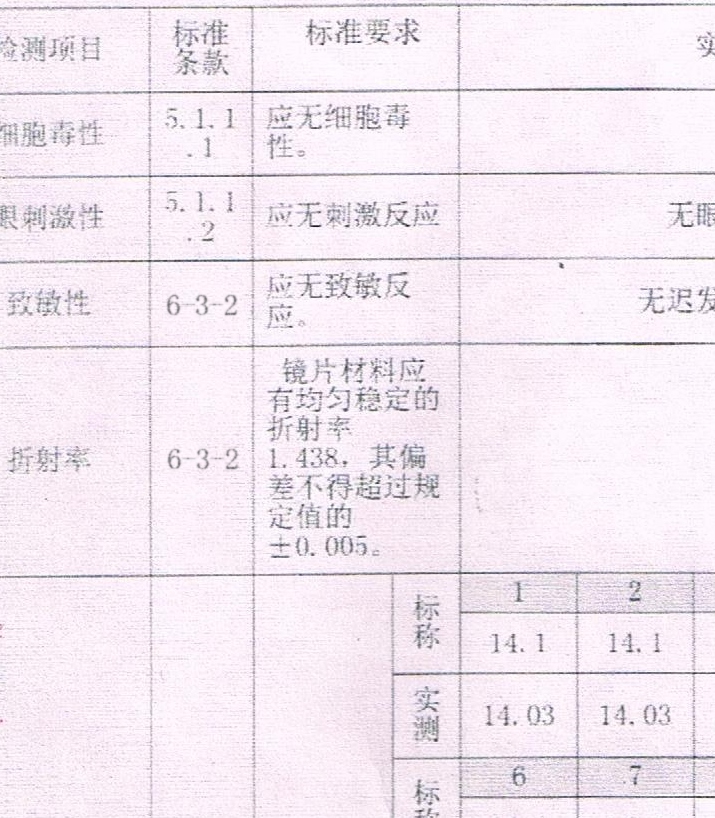 检测项目
标准
条款
标准要求
实
细胞毒性
5.1.1
.1
应无细胞毒
性。
眼刺激性
5.1.1
.2
应无刺激反应
无眼
致敏性
6-3-2
应无致敏反
应。
无迟发
折射率
6-3-2
镜片材料应
有均匀稳定的
折射率
1.438，其偏
差不得超过规
定值的
±0.005。
标
称
1
2
14.1
14.1
实
测
14.03
14.03
标
称
6
7